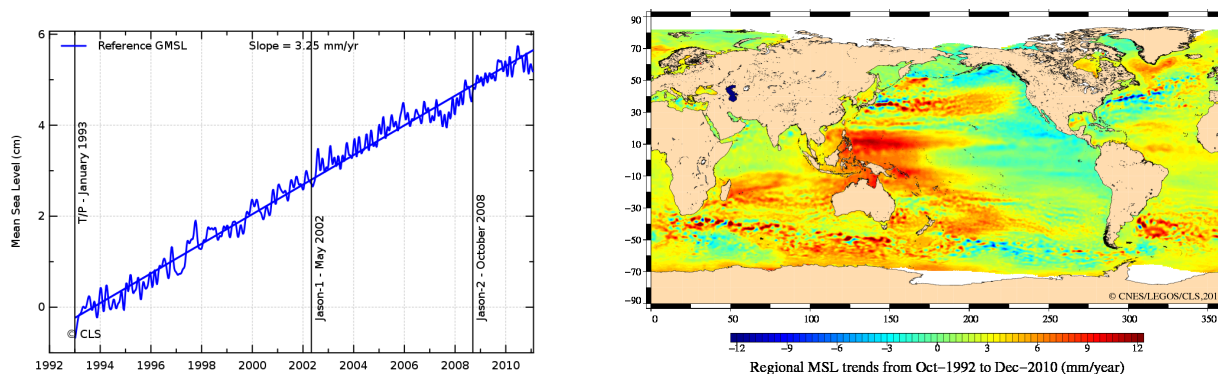 Reference GMSL
Slope = 3.25 mm/yr
6
4
2
0
Mean Sea Level (cm)
T/P - January 1993
Jason-1 - May 2002
Jason-2 - October 2008
© CLS
1992 1994 1996 1998 2000 2002 2004 2006 2008 2010
90
70
50
30
10
−10
−30
−50
−70
−90
© CNES/LEGOS/CLS,201
0 50 100 150 200 250 300 350
−12 −9 −6 −3 0 3 6 9 12
Regional MSL trends from Oct−1992 to Dec−2010 (mm/year)